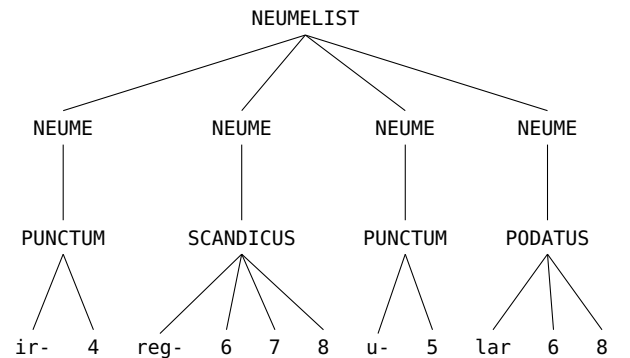 NEUMELIST
NEUME NEUME NEUME NEUME
PUNCTUM SCANDICUS PUNCTUM PODATUS
ir- 4 reg- 6 7 8 u- 5 lar 6 8